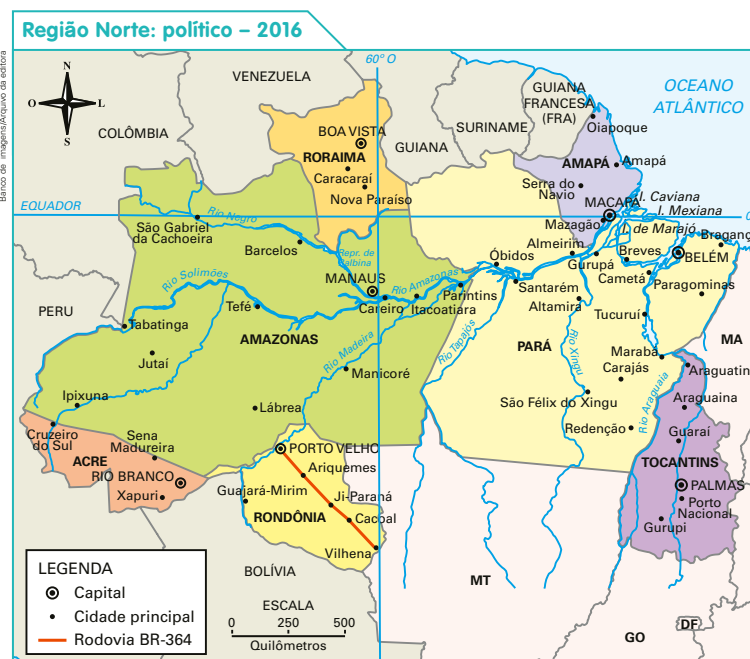 Região Norte: político – 2016
Banco de imagens/Arquivo da editora
60º O
N
O
L
S
VENEZUELA
COLÔMBIA
GUIANA
SURINAME
GUIANA
FRANCESA
(FRA)
OCEANO
ATLÂNTICO
Oiapoque
BOA VISTA
RORAIMA
Caracaraí
Nova Paraíso
AMAPÁ
Amapá
Serra do
Navio
MACAPÁ
I. Caviana
I. Mexiana
EQUADOR
0
Mazagão
I. de Marajó
São Gabriel
da Cachoeira
Rio Negro
Barcelos
Repr. de
Balbina
Almeirim
Breves
Braganç
BELÉM
Óbidos
Gurupá
Cametá
Paragominas
MANAUS
Rio Amazonas
Rio Solimões
Careiro
Itacoatiara
Parintins
Santarém
Altamira
Tucuruí
PERU
Tefé
Tabatinga
AMAZONAS
Rio Madeira
Rio Tapajós
PARÁ
Rio Xingu
MA
Jutaí
Manicoré
Marabá
Carajás
Araguatin
Ipixuna
Lábrea
São Félix do Xingu
Rio Araguaia
Araguaina
Redenção
Cruzeiro
do Sul
Sena
Madureira
ACRE
RIO BRANCO
Xapuri
PORTO VELHO
Ariquemes
Guajará-Mirim
Ji-Paraná
RONDÔNIA
Cacoal
Vilhena
Guaraí
TOCANTINS
PALMAS
Porto
Nacional
Gurupi
BOLÍVIA
MT
GO
DF
LEGENDA
Capital
Cidade principal
Rodovia BR-364
ESCALA
0 250 500
Quilômetros